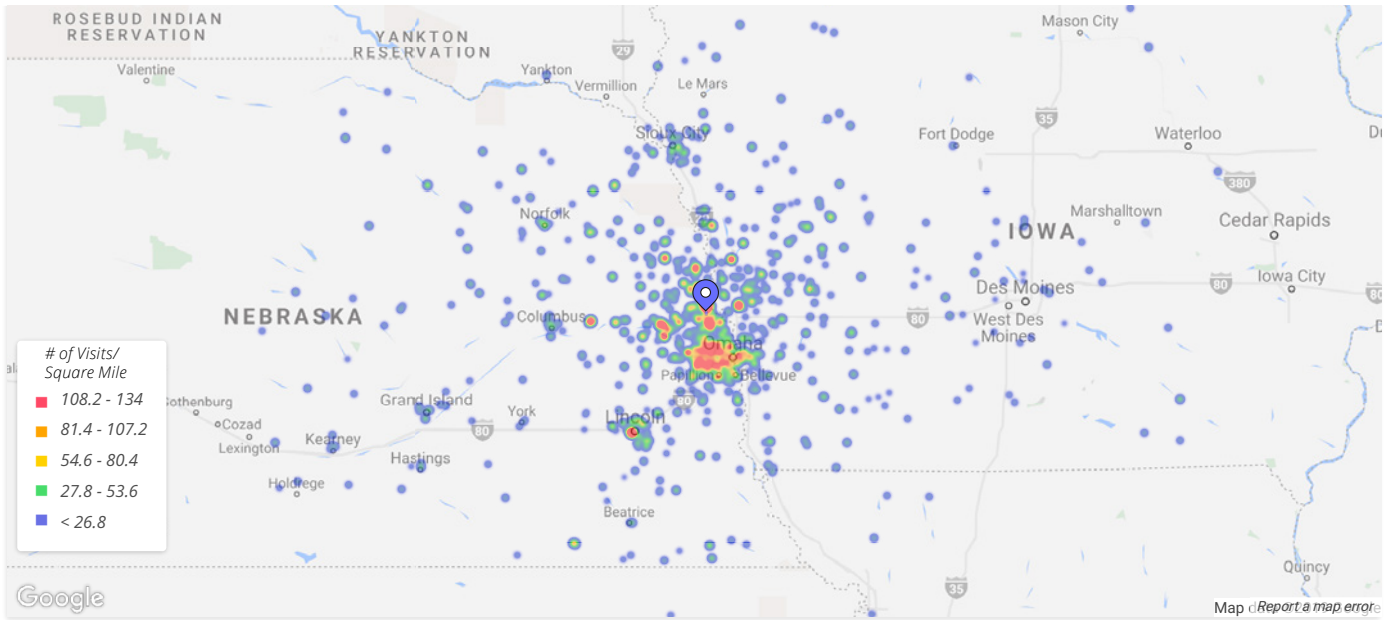 ROSEBUD INDIAN
RESERVATION
YANKTON
RESERVATION
29
Mason City
Valentine
Yankton
Vermillion
Le Mars
35
Sioux City
Fort Dodge
Waterloo
380
Norfolk
Marshalltown
Cedar Rapids
IOWA
Iowa City
Des Moines
80
80
NEBRASKA
Columbus
80
West Des
Moines
Omaha
# of Visits/
Square Mile
Bellevue
108.2 - 134
81.4 - 107.2
54.6 - 80.4
27.8 - 53.6
< 26.8
Grand Island
York
80
Lincoln
80
Cozad
Lexington
Kearney
Hastings
Holdrege
Beatrice
Quincy
35
Google
Map
Report a map error